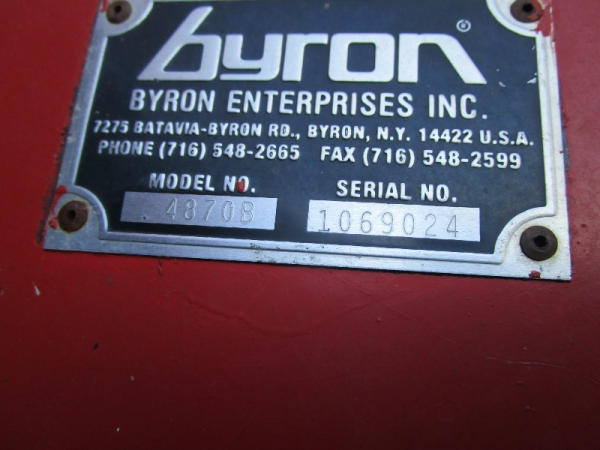 byron®
BYRON ENTERPRISES INC.
7275 BATAVIA-BYRON RD., BYRON, N.Y. 14422 U.S.A.
PHONE (716) 548-2665 FAX (716) 548-2599
MODEL NO. SERIAL NO.
4870B 1069024